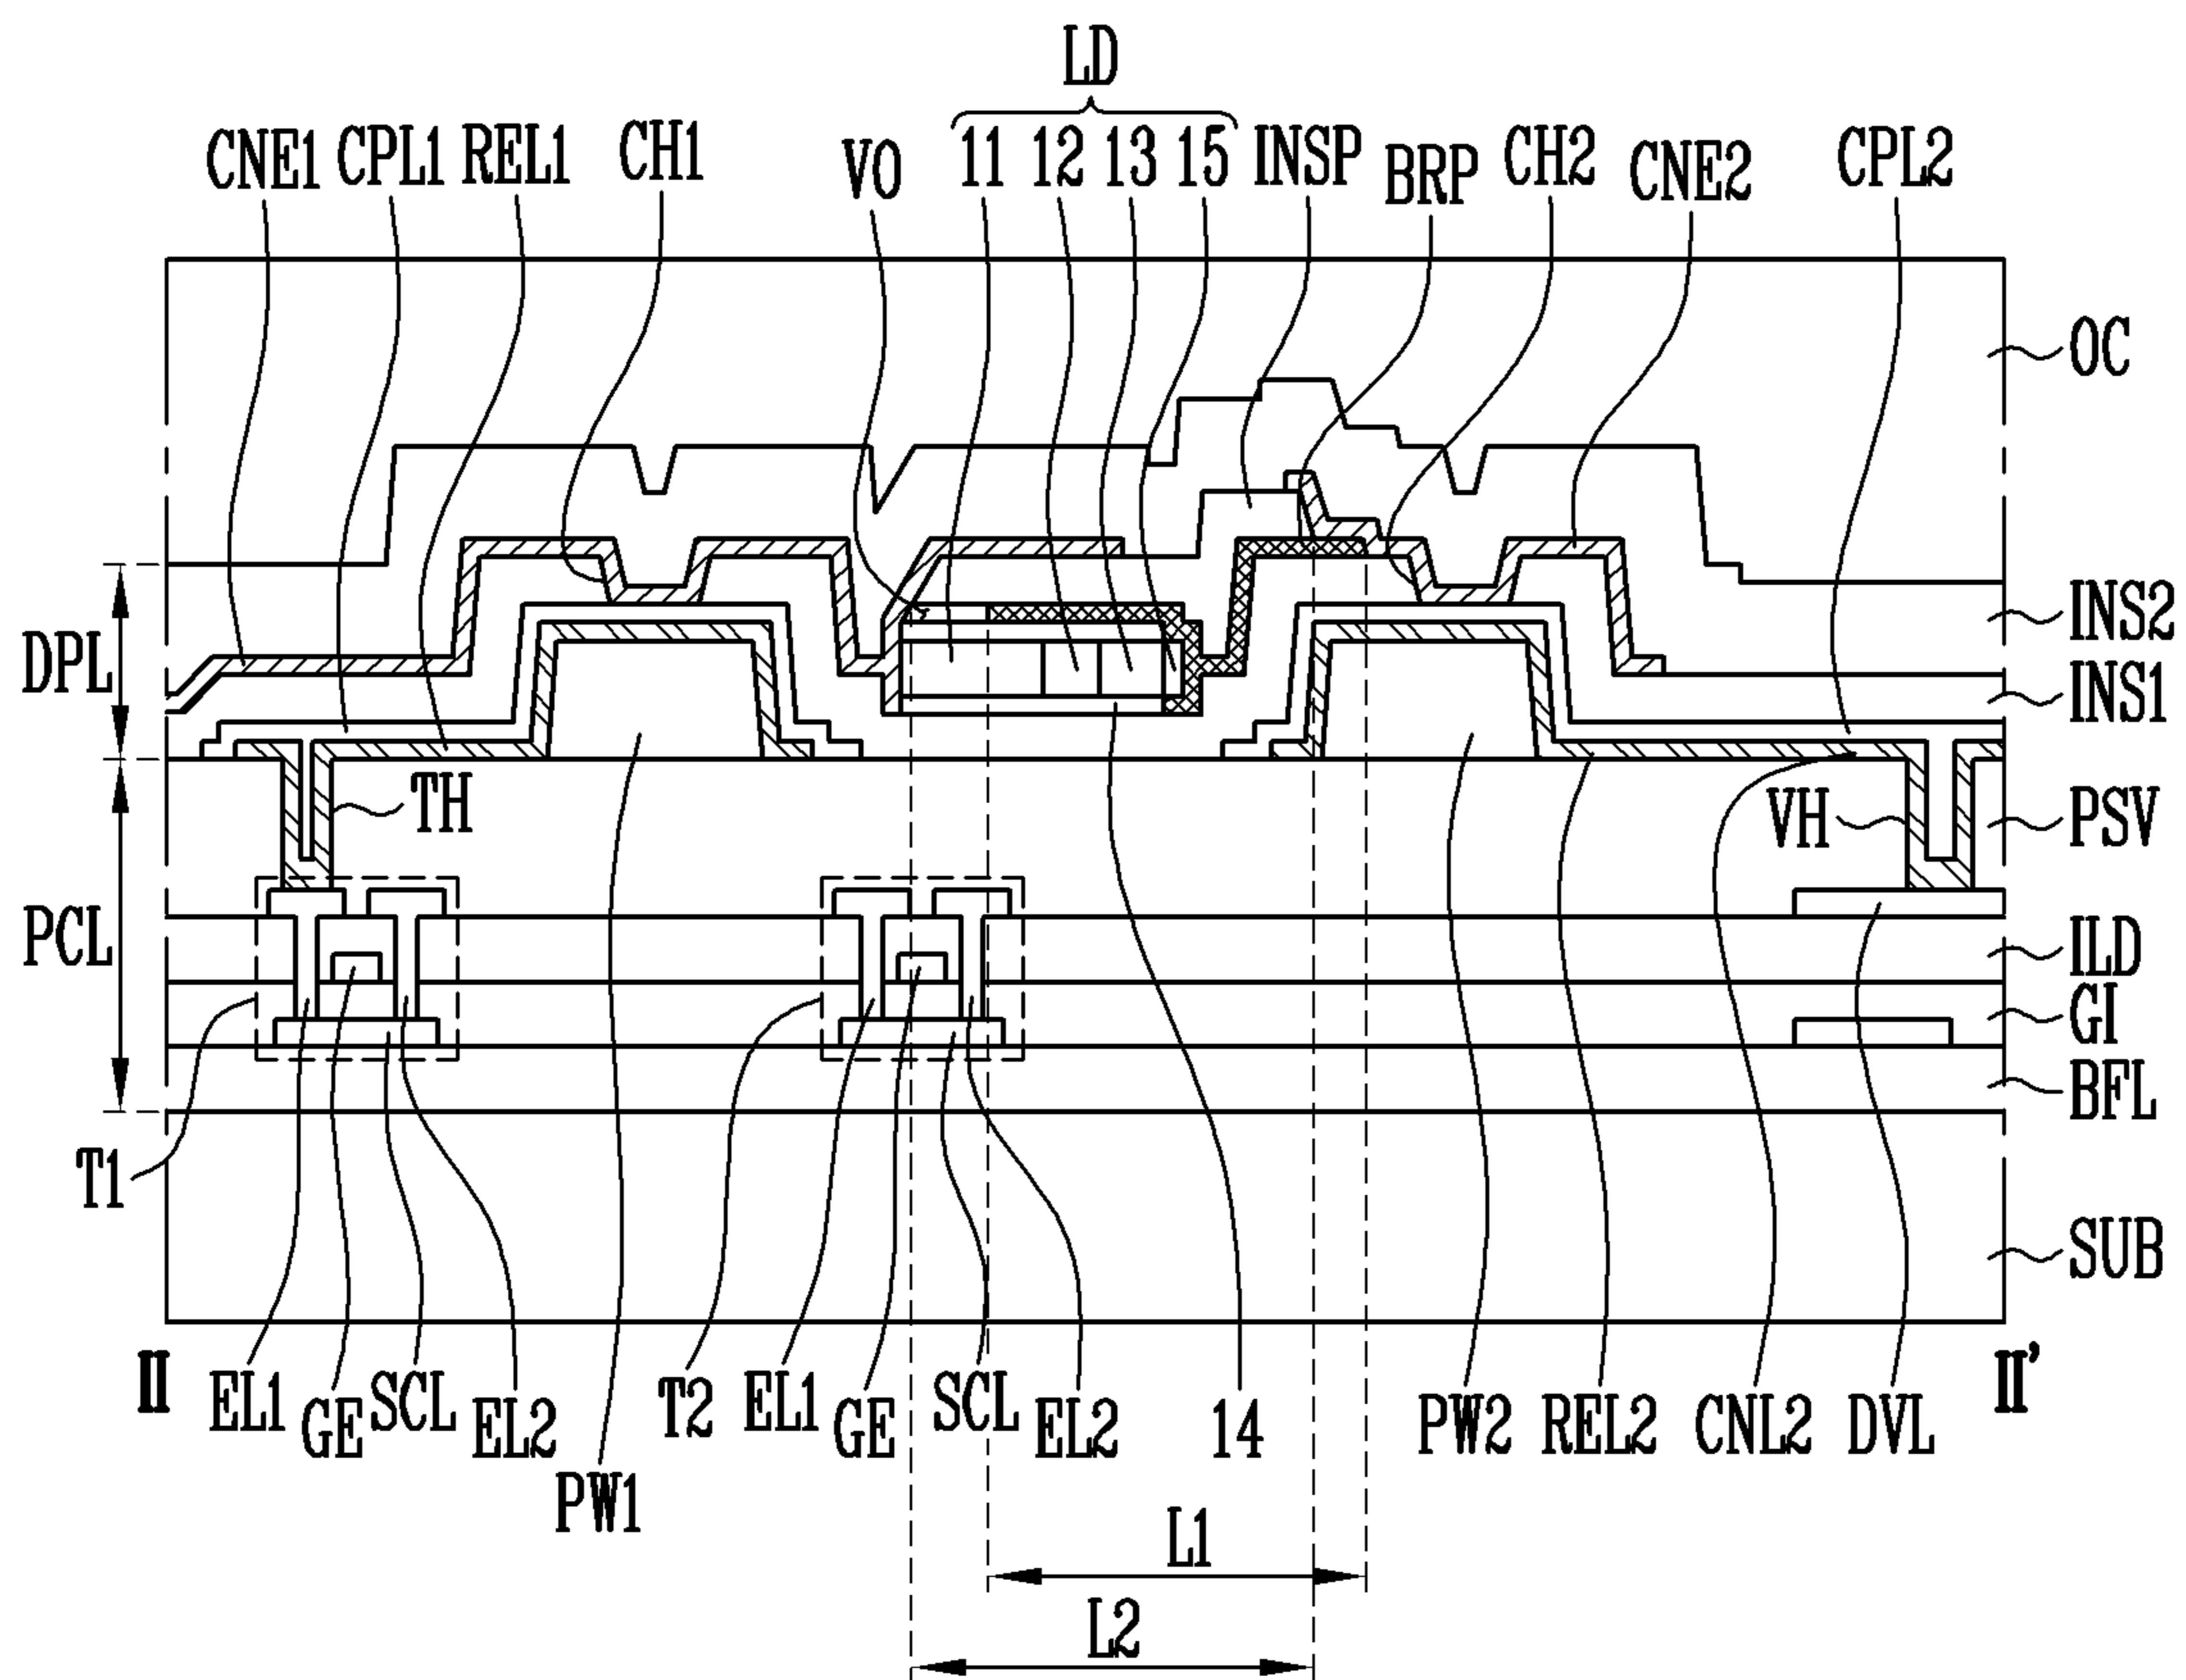 LD
CNE1 CPL1 REL1 CH1 VO 11 12 13 15 INSP BRP CH2 CNE2 CPL2
OC
DPL
INS2
INS1
TH
VH
PSV
PCL
ILD
GI
BFL
T1
SUB
II
II'
EL1 GE SCL EL2 T2 EL1 GE SCL EL2 14 PW2 REL2 CNL2 DVL
PW1
L1
L2